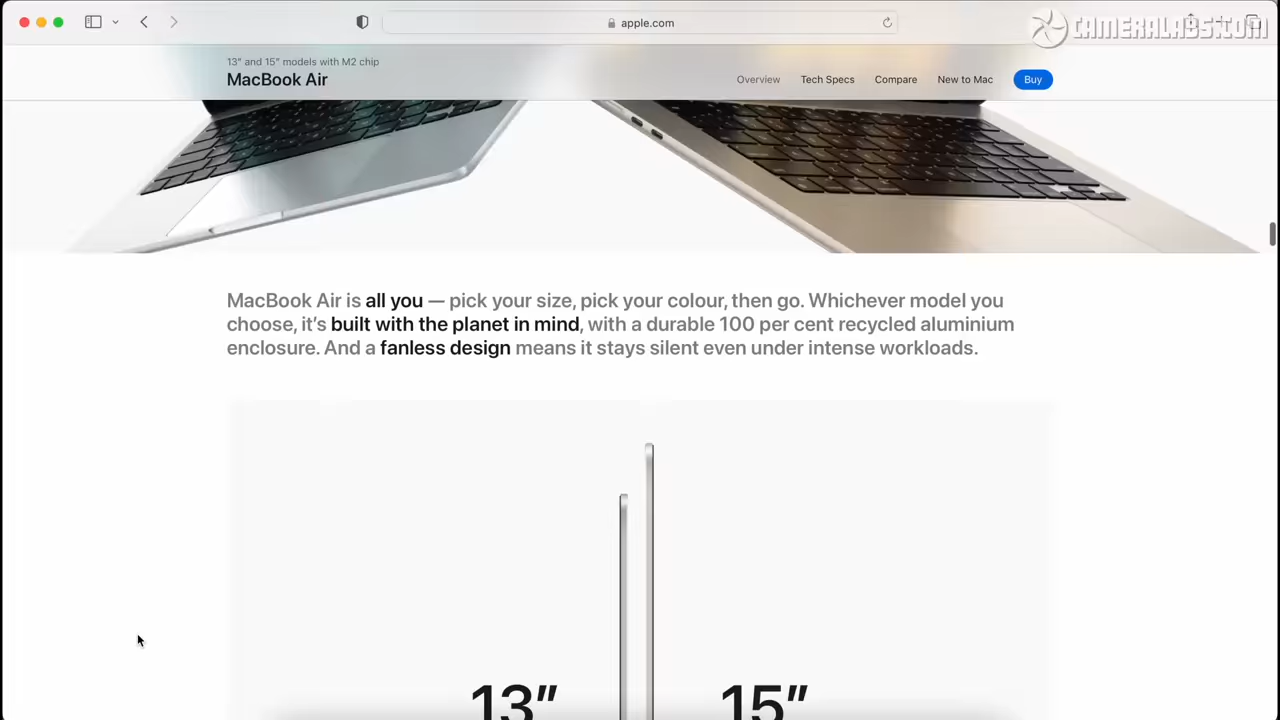 apple.com
CAMERALABS.COM
13" and 15" models with M2 chip
MacBook Air
Overview Tech Specs Compare New to Mac Buy
MacBook Air is all you — pick your size, pick your colour, then go. Whichever model you
choose, it's built with the planet in mind, with a durable 100 per cent recycled aluminium
enclosure. And a fanless design means it stays silent even under intense workloads.
13" 15"